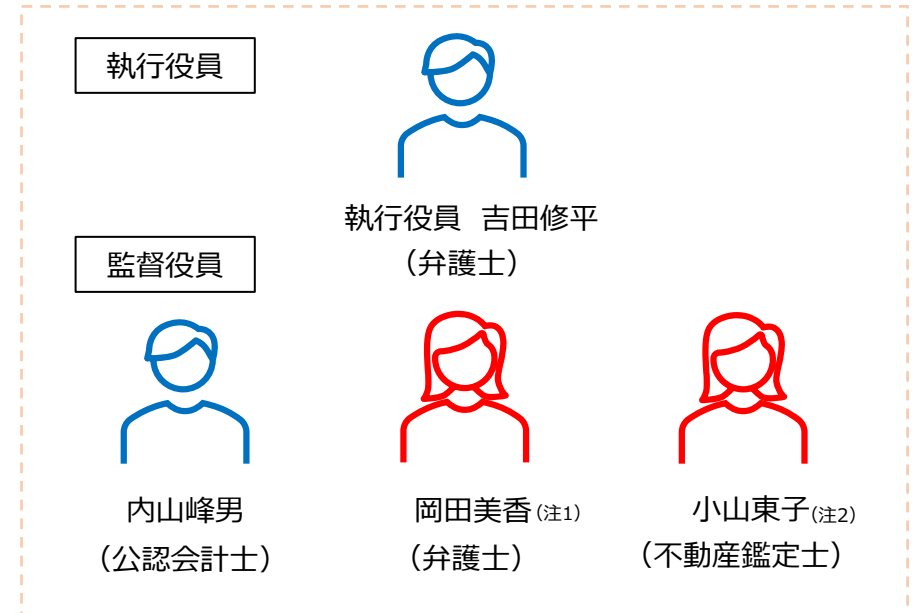 執行役員
執行役員 吉田修平
(弁護士)
監督役員
内山峰男
(公認会計士)
岡田美香(注1)
(弁護士)
小山東子(注2)
(不動産鑑定士)